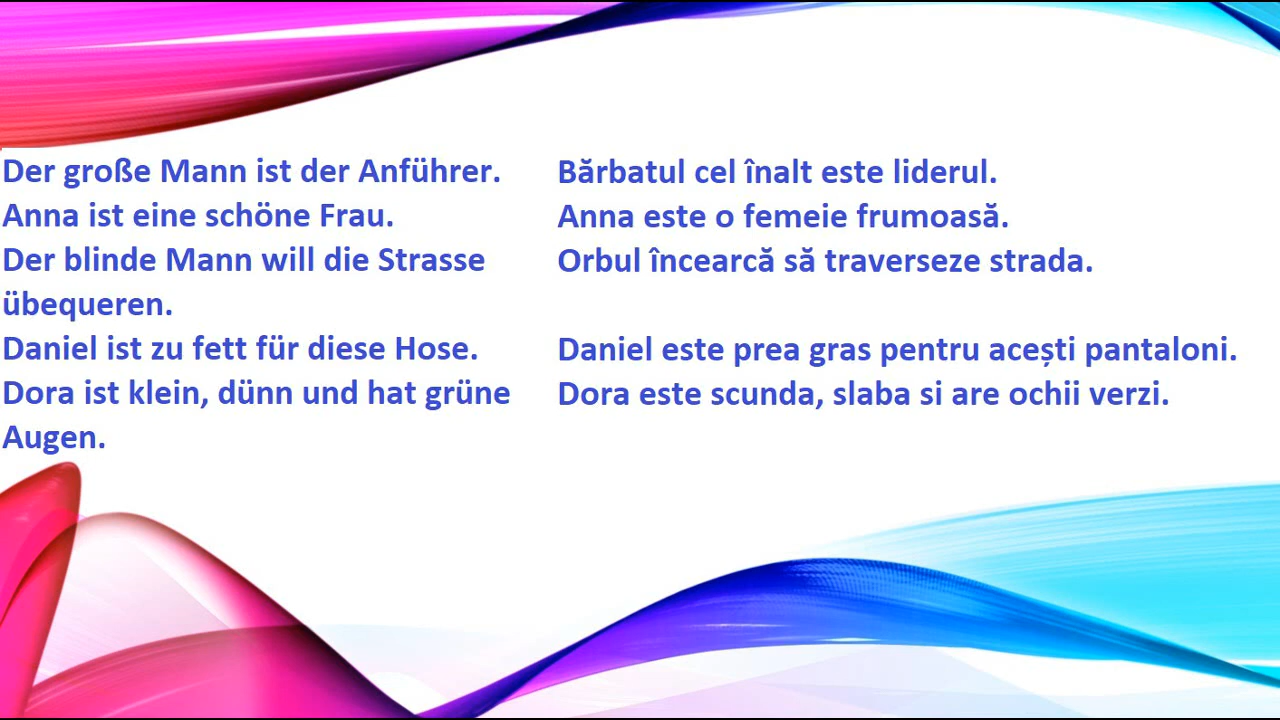 Der große Mann ist der Anführer.
Anna ist eine schöne Frau.
Der blinde Mann will die Strasse
übequeren.
Daniel ist zu fett für diese Hose.
Dora ist klein, dünn und hat grüne
Augen.
Bărbatul cel înalt este liderul.
Anna este o femeie frumoasă.
Orbul încearcă să traverseze strada.
Daniel este prea gras pentru acești pantaloni.
Dora este scunda, slaba si are ochii verzi.